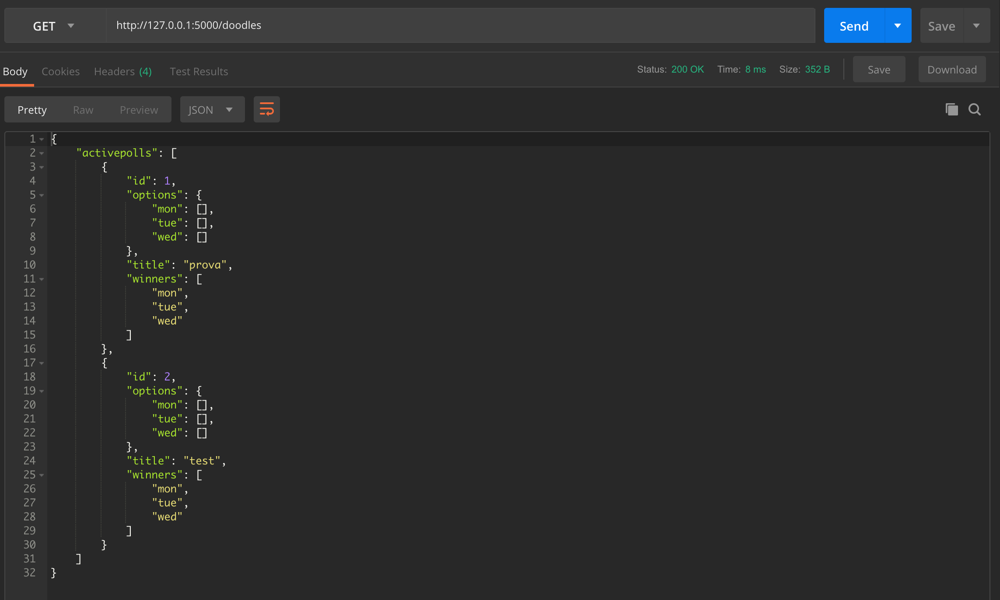 GET http://127.0.0.1:5000/doodles Send Save
Body Cookies Headers (4) Test Results Status: 200 OK Time: 8 ms Size: 352 B Save Download
Pretty Raw Preview JSON
1 {
2 "activepolls": [
3 {
4 "id": 1,
5 "options": {
6 "mon": [],
7 "tue": [],
8 "wed": []
9 },
10 "title": "prova",
11 "winners": [
12 "mon",
13 "tue",
14 "wed"
15 ]
16 },
17 {
18 "id": 2,
19 "options": {
20 "mon": [],
21 "tue": [],
22 "wed": []
23 },
24 "title": "test",
25 "winners": [
26 "mon",
27 "tue",
28 "wed"
29 ]
30 }
31 ]
32 }